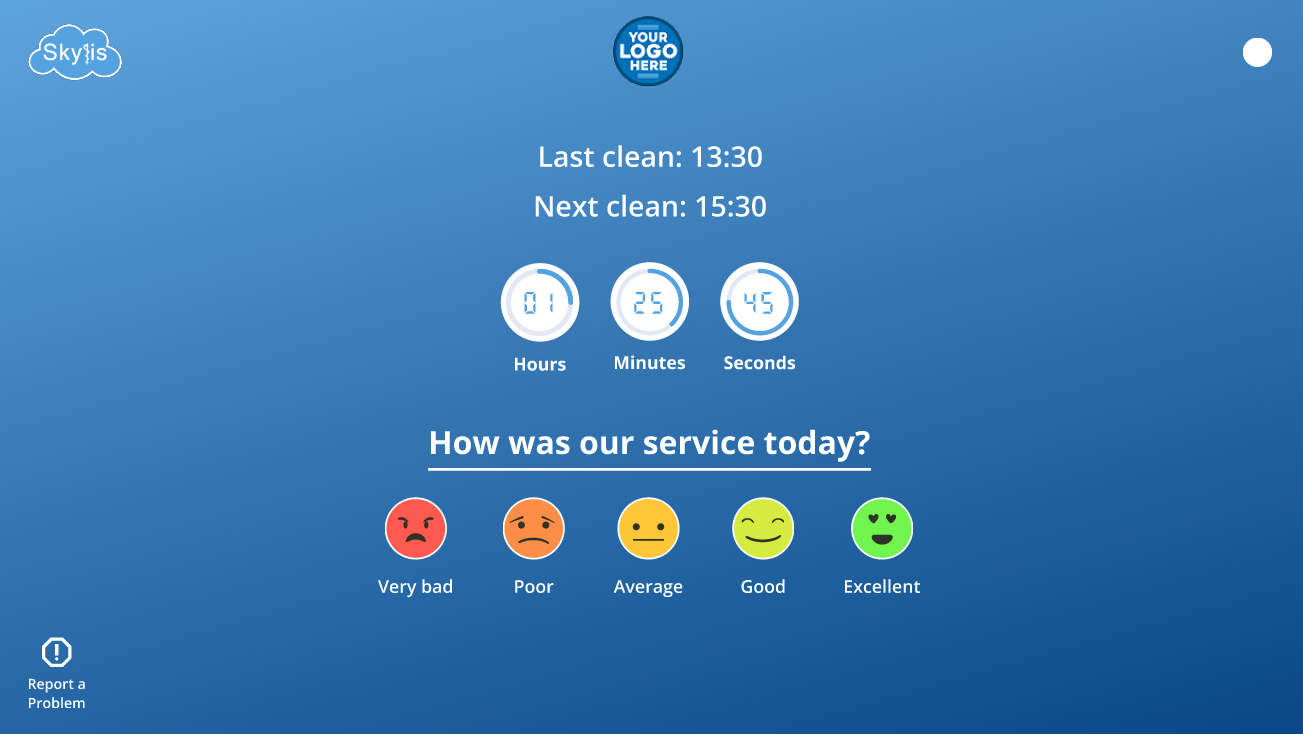 Skyiis
YOUR
LOGO
HERE
Last clean: 13:30
Next clean: 15:30
01
25
45
Hours
Minutes
Seconds
How was our service today?
Very bad
Poor
Average
Good
Excellent
Report a
Problem